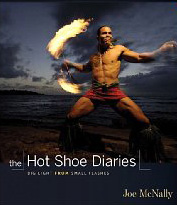 the Hot Shoe Diaries
BIG LIGHT FROM SMALL FLASHES
Joe McNally